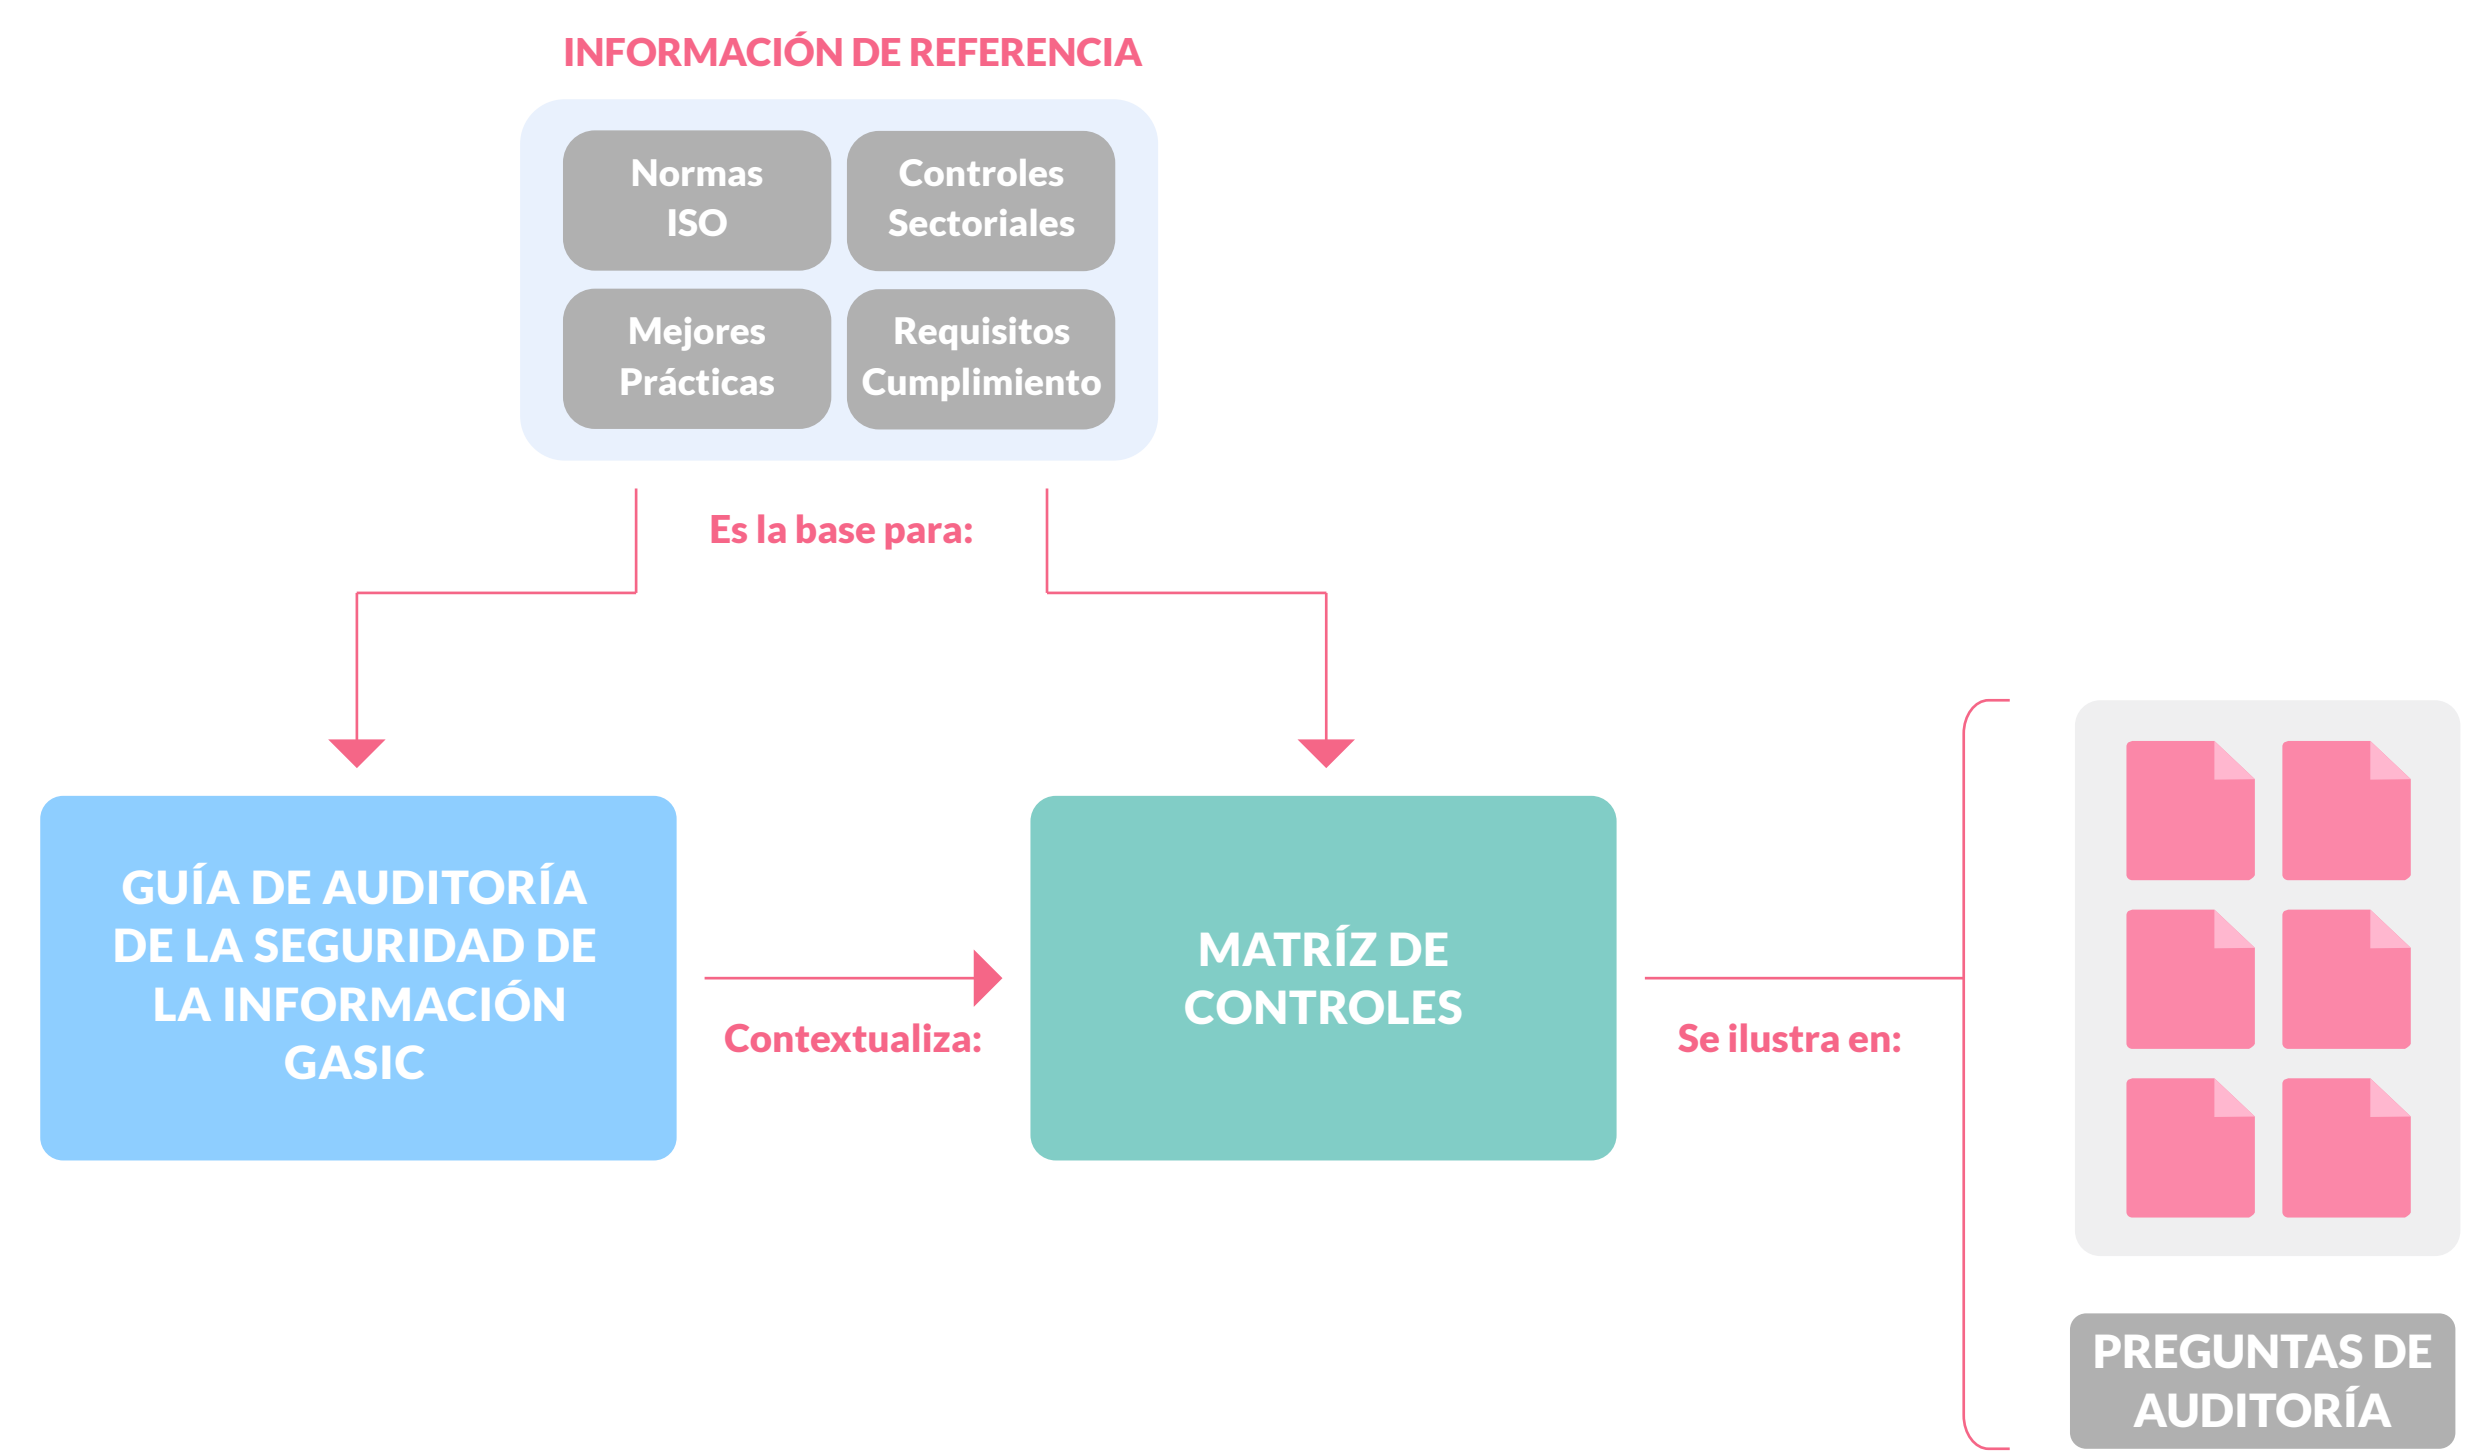 INFORMACIÓN DE REFERENCIA
Normas
ISO
Controles
Sectoriales
Mejores
Prácticas
Requisitos
Cumplimiento
Es la base para:
GUÍA DE AUDITORÍA
DE LA SEGURIDAD DE
LA INFORMACIÓN
GASIC
Contextualiza:
MATRÍZ DE
CONTROLES
Se ilustra en:
PREGUNTAS DE
AUDITORÍA